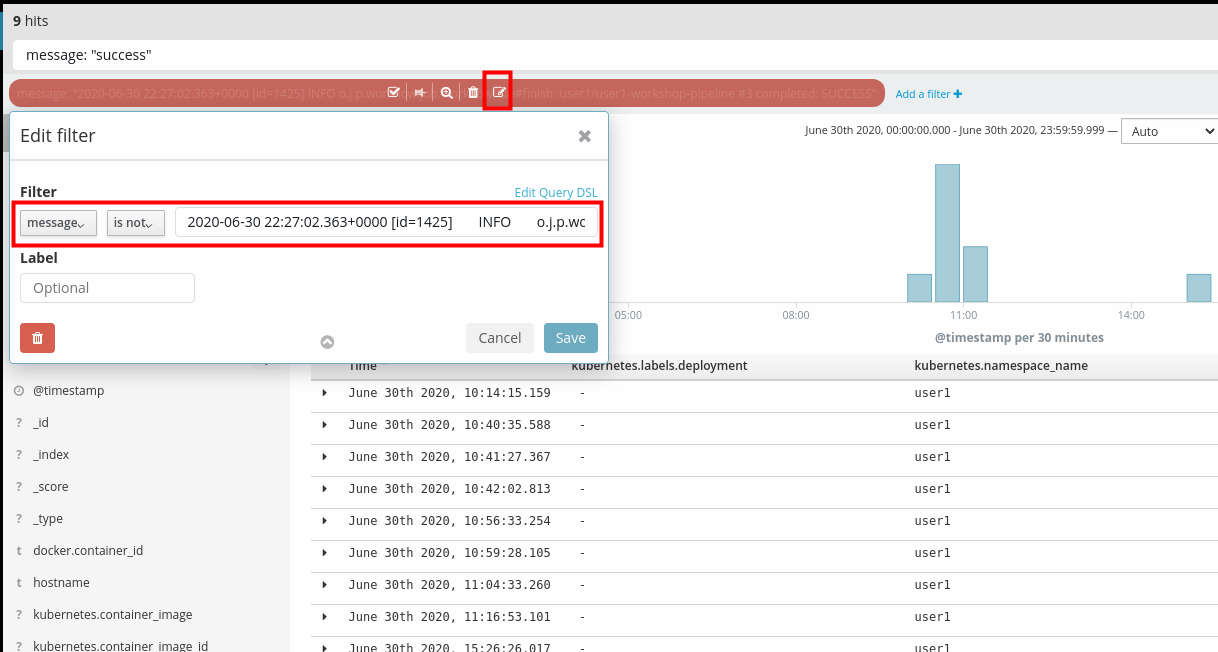 9 hits
message: "success"
message: "2020-06-30 22:27:02.363+0000 [id=1425] INFO o.j.p.wor #finish; user1/user1-workshop-pipeline #3 completed: SUCCESS" Add a filter +
Edit filter
June 30th 2020, 00:00:00.000 - June 30th 2020, 23:59:59.999 — Auto
Filter Edit Query DSL
message is not 2020-06-30 22:27:02.363+0000 [id=1425] INFO o.j.p.wc
Label
Optional
05:00 08:00 11:00 14:00
Cancel Save
@timestamp per 30 minutes
Time kubernetes.labels.deployment kubernetes.namespace_name
@timestamp
June 30th 2020, 10:14:15.159 - user1
? _id
June 30th 2020, 10:40:35.588 - user1
? _index
June 30th 2020, 10:41:27.367 - user1
? _score
June 30th 2020, 10:42:02.813 - user1
? _type
June 30th 2020, 10:56:33.254 - user1
t docker.container_id
June 30th 2020, 10:59:28.105 - user1
t hostname
June 30th 2020, 11:04:33.260 - user1
? kubernetes.container_image
June 30th 2020, 11:16:53.101 - user1
? kubernetes.container_image_id
June 30th 2020, 15:26:26.017 - user1